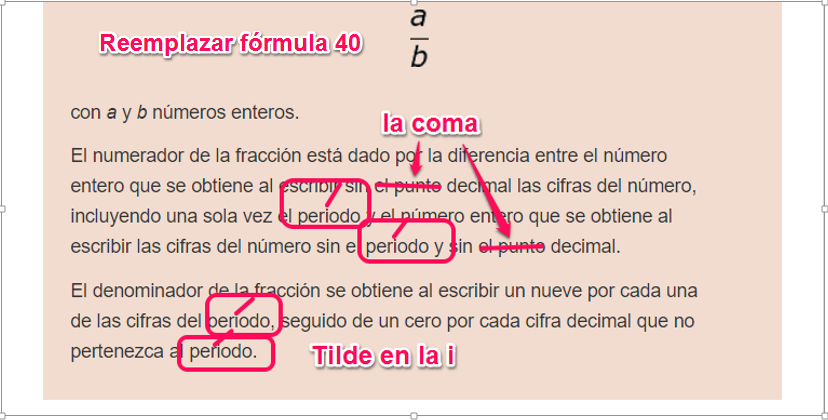 a
b
Reemplazar fórmula 40
con a y b números enteros.
la coma
El numerador de la fracción está dado por la diferencia entre el número
entero que se obtiene al escribir sin el punto decimal las cifras del número,
incluyendo una sola vez el periodo y el número entero que se obtiene al
escribir las cifras del número sin el periodo y sin el punto decimal.
El denominador de la fracción se obtiene al escribir un nueve por cada una
de las cifras del periodo, seguido de un cero por cada cifra decimal que no
pertenezca al periodo.
Tilde en la i